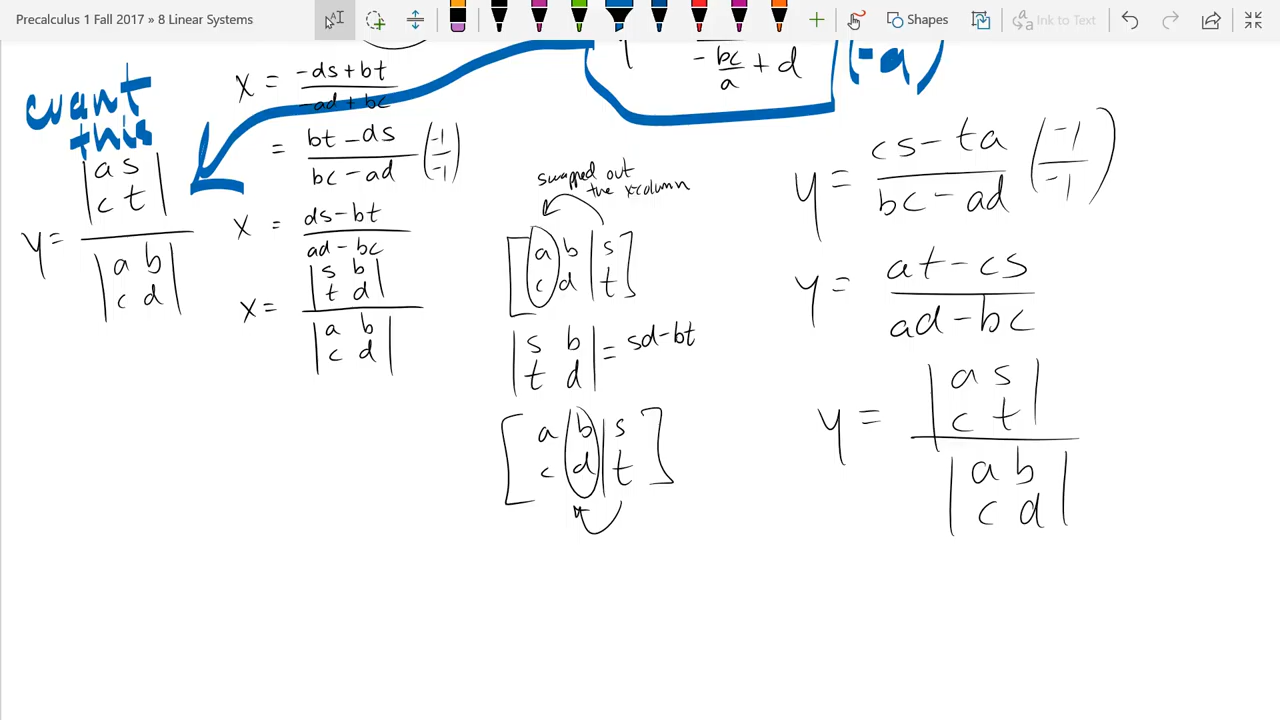 Precalculus 1 Fall 2017 » 8 Linear Systems
Shapes
Ink to Text
want
this
y = |a s; c t| / |a b; c d|
x = (-ds+bt)/(-ad+bc)
= (bt-ds)/(bc-ad) (-1/-1)
x = (ds-bt)/(ad-bc)
x = |s b; t d| / |a b; c d|
swapped out
the x-column
[a b | s
c d | t]
|s b
t d| = sd-bt
[a b | s
c d | t]
y
-bc/a + d
(-a)
y = (cs-ta)/(bc-ad) (-1/-1)
y = (at-cs)/(ad-bc)
y = |a s; c t| / |a b; c d|